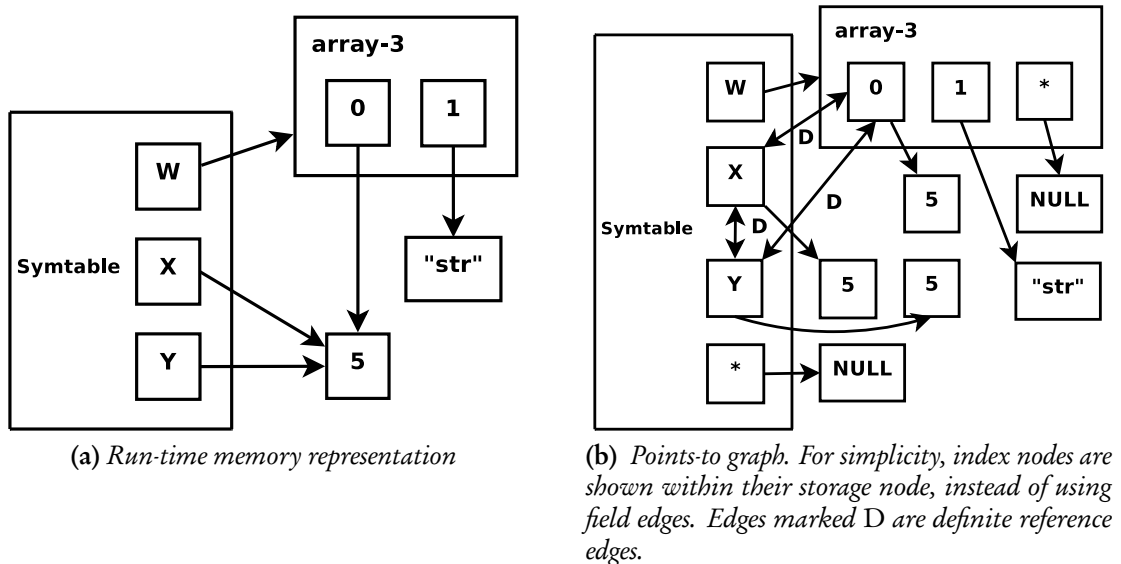 array-3
0 1
W
X
Y
Symtable
"str"
5
(a) Run-time memory representation
array-3
W
0
1
*
D
X
D
5
NULL
Symtable
D
Y
5
5
"str"
*
NULL
(b) Points-to graph. For simplicity, index nodes are
shown within their storage node, instead of using
field edges. Edges marked D are definite reference
edges.